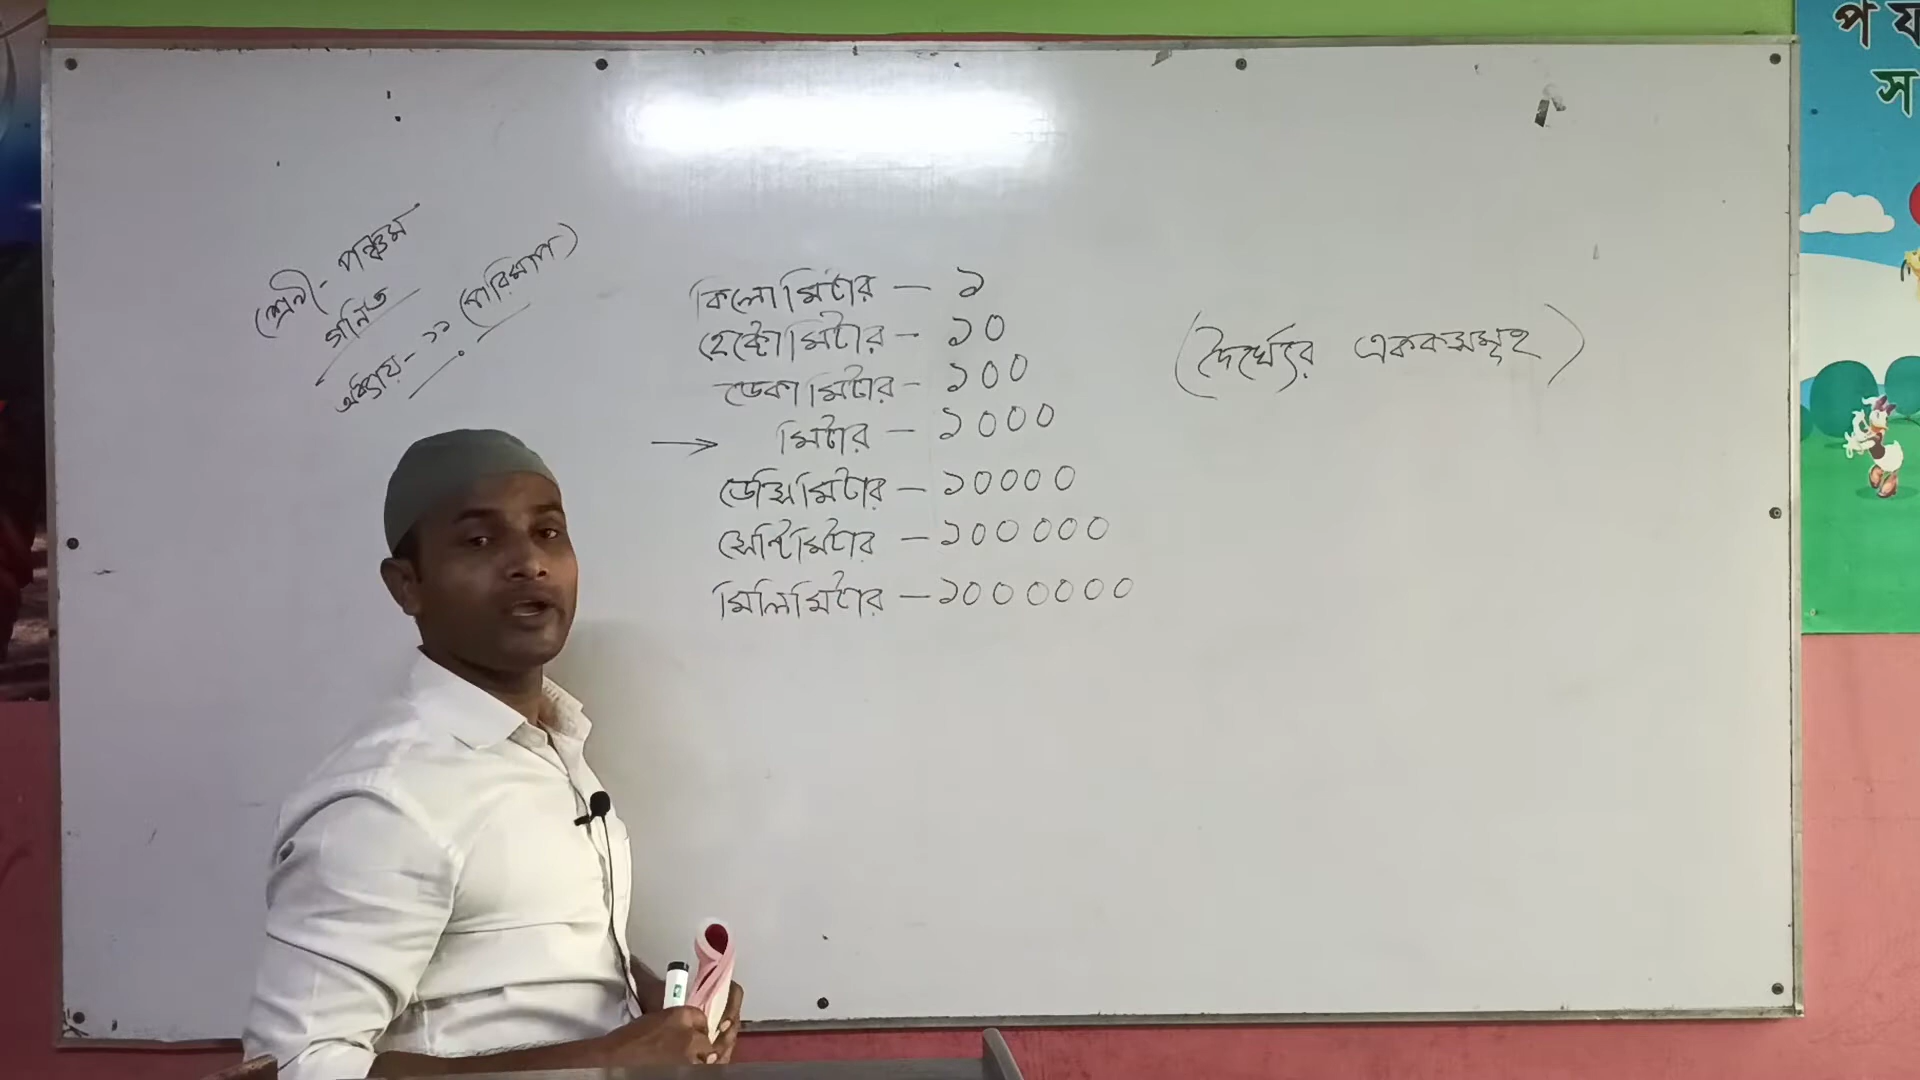 শ্রেনী- পঞ্চম
গনিত
অধ্যায়- ১১ (পরিমাপ)
কিলোমিটার — ১
হেক্টোমিটার — ১০
ডেকামিটার — ১০০
→ মিটার — ১০০০
ডেসিমিটার — ১০০০০
সেন্টিমিটার — ১০০০০০
মিলিমিটার — ১০০০০০০
(দৈর্ঘ্যের এককসমূহ)
প য
স